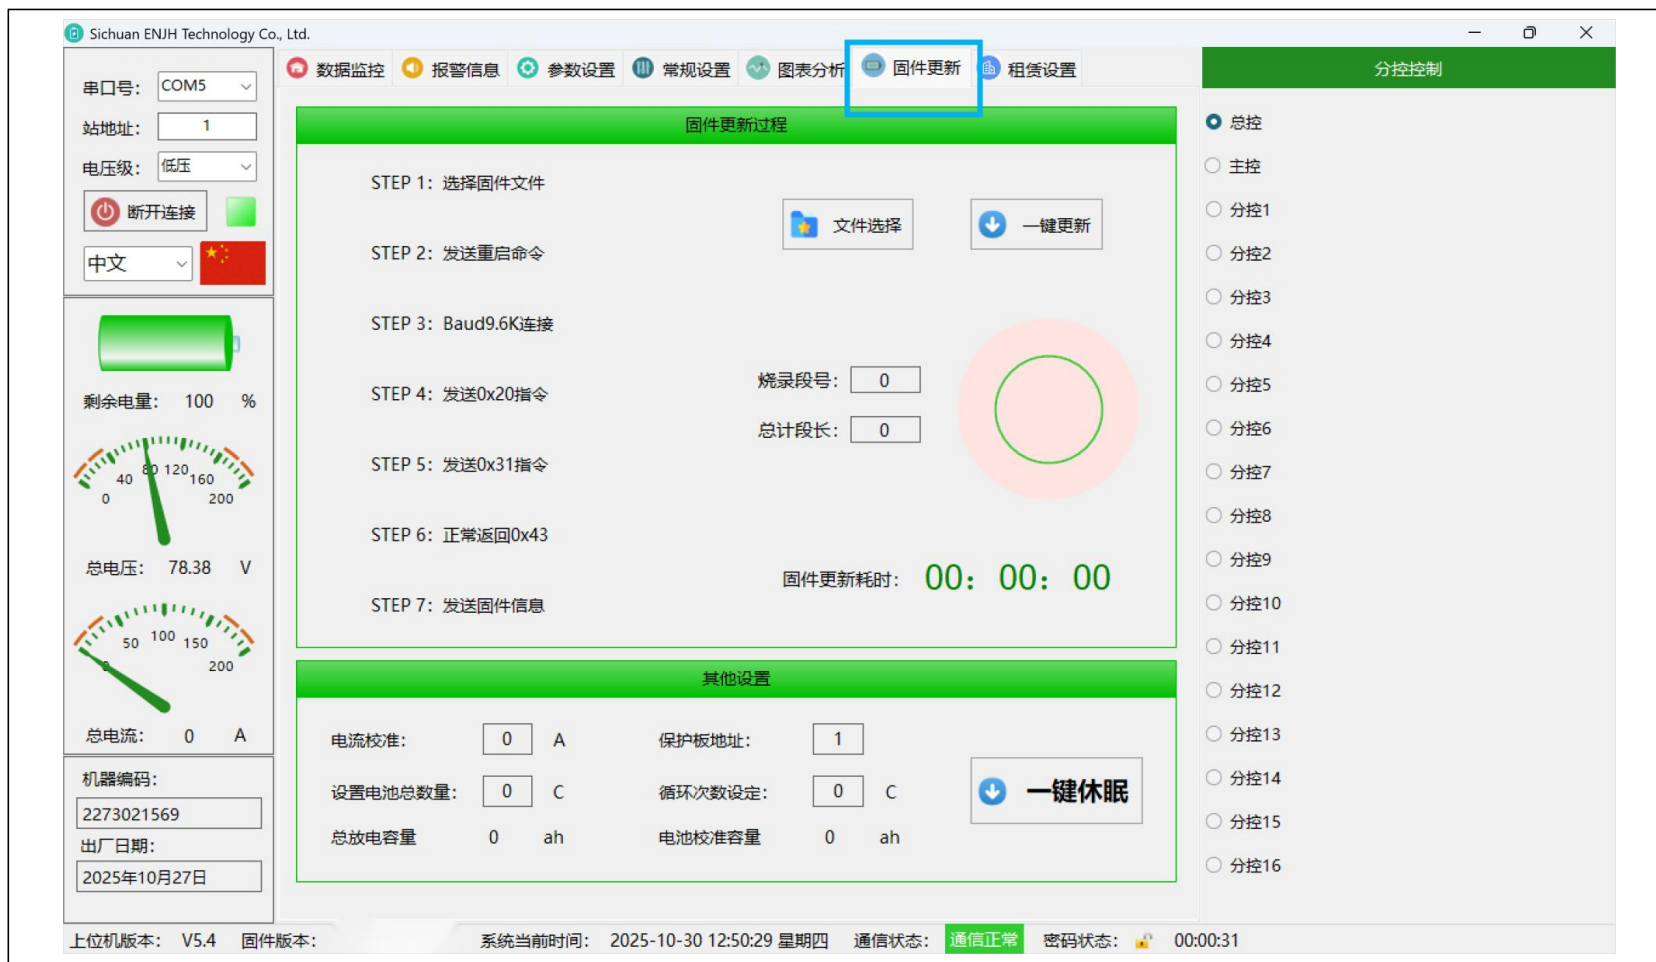 Sichuan ENJH Technology Co., Ltd.
数据监控 报警信息 参数设置 常规设置 图表分析 固件更新 租赁设置
串口号： COM5
站地址： 1
电压级： 低压
断开连接
中文
剩余电量： 100 %
0 40 80 120 160 200
总电压： 78.38 V
0 50 100 150 200
总电流： 0 A
机器编码：
2273021569
出厂日期：
2025年10月27日
固件更新过程
STEP 1：选择固件文件
STEP 2：发送重启命令
STEP 3：Baud9.6K连接
STEP 4：发送0x20指令
STEP 5：发送0x31指令
STEP 6：正常返回0x43
STEP 7：发送固件信息
文件选择 一键更新
烧录段号： 0
总计段长： 0
固件更新耗时： 00：00：00
其他设置
电流校准： 0 A 保护板地址： 1
设置电池总数量： 0 C 循环次数设定： 0 C
总放电容量 0 ah 电池校准容量 0 ah
一键休眠
分控控制
总控
主控
分控1
分控2
分控3
分控4
分控5
分控6
分控7
分控8
分控9
分控10
分控11
分控12
分控13
分控14
分控15
分控16
上位机版本： V5.4 固件版本： 系统当前时间： 2025-10-30 12:50:29 星期四 通信状态： 通信正常 密码状态： 00:00:31